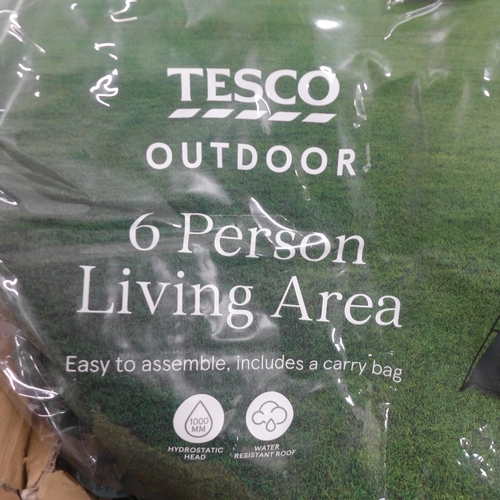 TESCO
OUTDOOR
6 Person
Living Area
Easy to assemble, includes a carry bag
1000
MM
HYDROSTATIC
HEAD
WATER
RESISTANT ROOF